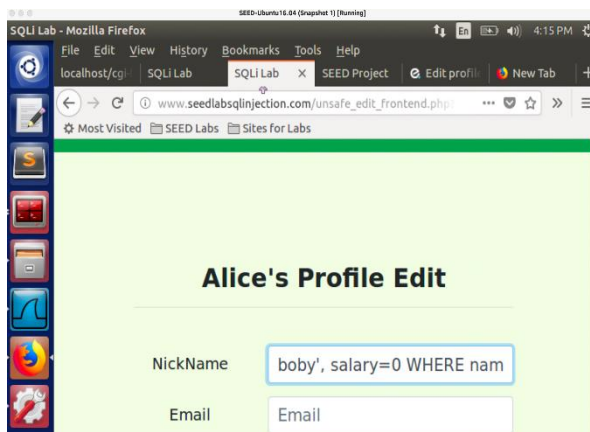 SEED-Ubuntu16.04 (Snapshot 1) [Running]
SQLi Lab - Mozilla Firefox En 4:15 PM
File Edit View History Bookmarks Tools Help
localhost/cgi- SQLi Lab SQLi Lab × SEED Project Edit profil New Tab +
www.seedlabsqlinjection.com/unsafe_edit_frontend.php
Most Visited SEED Labs Sites for Labs
Alice's Profile Edit
NickName boby', salary=0 WHERE nam
Email Email